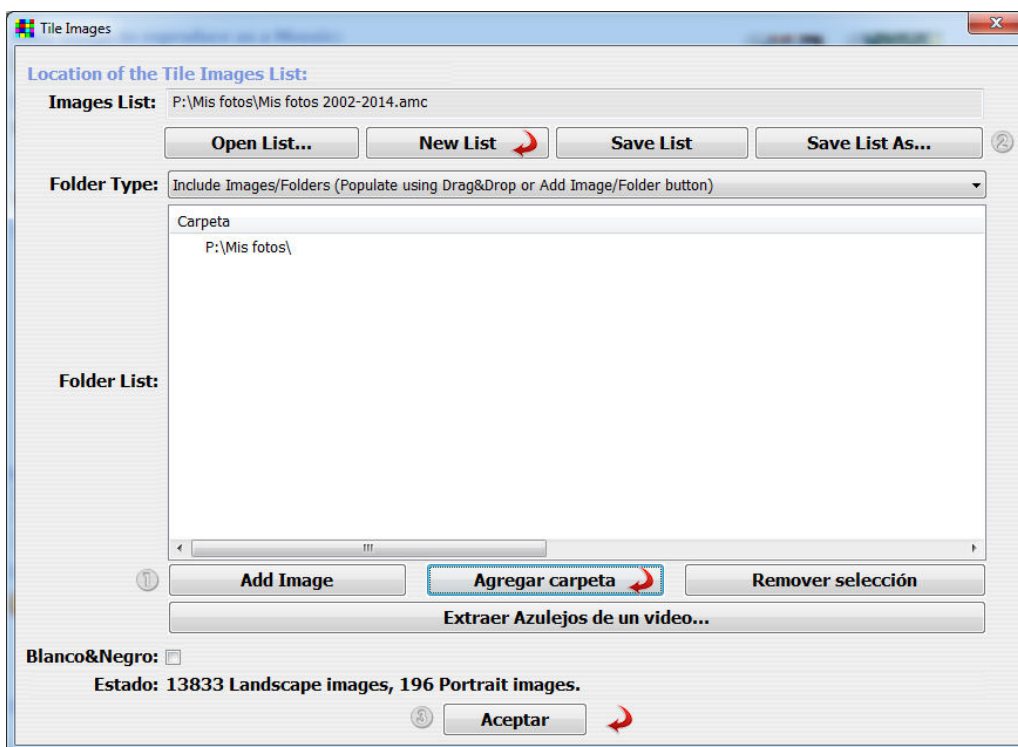 Tile Images
Location of the Tile Images List:
Images List: P:\Mis fotos\Mis fotos 2002-2014.amc
Open List... New List Save List Save List As... 2
Folder Type: Include Images/Folders (Populate using Drag&Drop or Add Image/Folder button)
Carpeta
P:\Mis fotos\
Folder List:
1 Add Image Agregar carpeta Remover selección
Extraer Azulejos de un video...
Blanco&Negro:
Estado: 13833 Landscape images, 196 Portrait images.
3 Aceptar